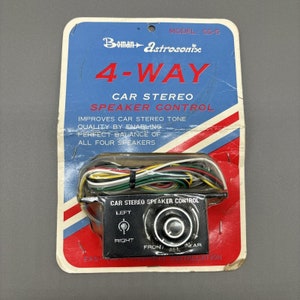 Boman Astrosonix
4-WAY
CAR STEREO
SPEAKER CONTROL
IMPROVES CAR STEREO TONE
QUALITY BY ENABLING
PERFECT BALANCE OF
ALL FOUR SPEAKERS
CAR STEREO SPEAKER CONTROL
LEFT
RIGHT
FRONT
REAR